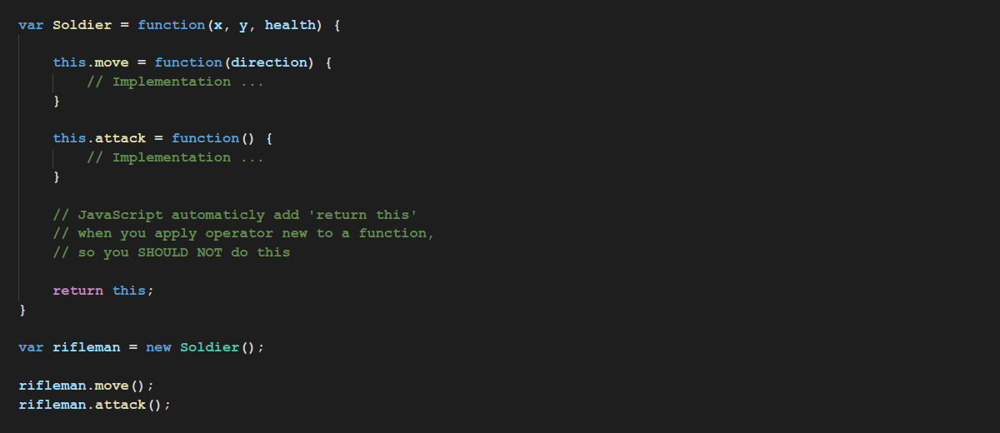 var Soldier = function(x, y, health) {
    this.move = function(direction) {
        // Implementation ...
    }
    this.attack = function() {
        // Implementation ...
    }
    // JavaScript automaticly add 'return this'
    // when you apply operator new to a function,
    // so you SHOULD NOT do this
    return this;
}
var rifleman = new Soldier();
rifleman.move();
rifleman.attack();